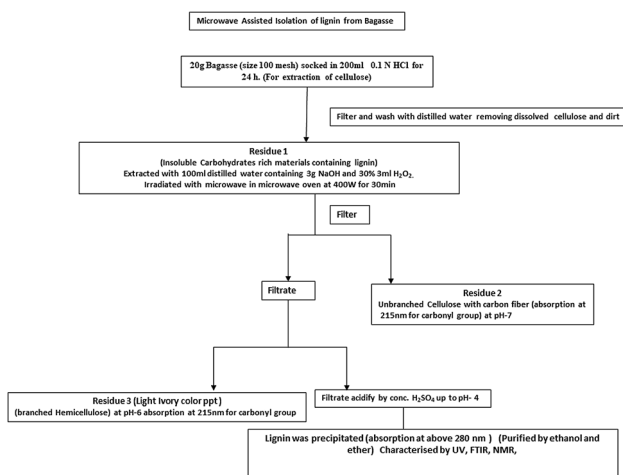 Microwave Assisted Isolation of lignin from Bagasse
20g Bagasse (size 100 mesh) socked in 200ml 0.1 N HCl for
24 h. (For extraction of cellulose)
Filter and wash with distilled water removing dissolved cellulose and dirt
Residue 1
(Insoluble Carbohydrates rich materials containing lignin)
Extracted with 100ml distilled water containing 3g NaOH and 30% 3ml H₂O₂.
Irradiated with microwave in microwave oven at 400W for 30min
Filter
Filtrate
Residue 2
Unbranched Cellulose with carbon fiber (absorption at
215nm for carbonyl group) at pH-7
Residue 3 (Light Ivory color ppt)
(branched Hemicellulose) at pH-6 absorption at 215nm for carbonyl group
Filtrate acidify by conc. H₂SO₄ up to pH- 4
Lignin was precipitated (absorption at above 280 nm ) (Purified by ethanol and
ether) Characterised by UV, FTIR, NMR,